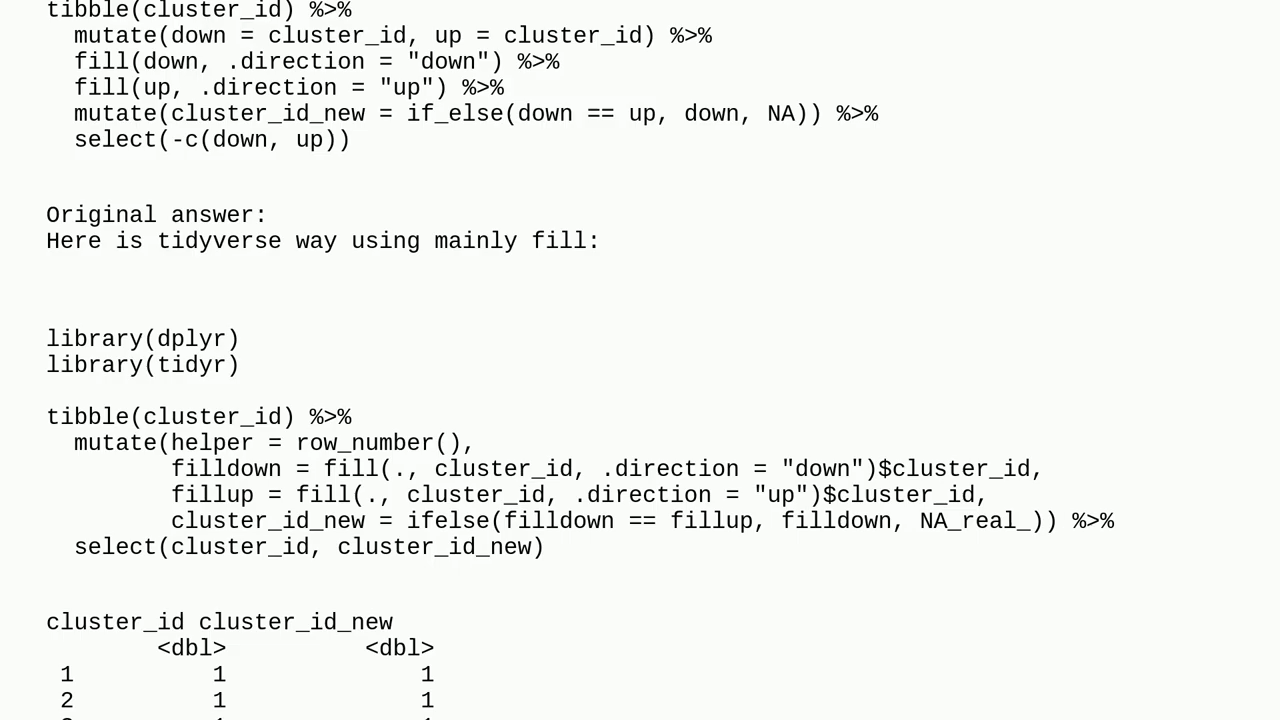 tibble(cluster_id) %>%
  mutate(down = cluster_id, up = cluster_id) %>%
  fill(down, .direction = "down") %>%
  fill(up, .direction = "up") %>%
  mutate(cluster_id_new = if_else(down == up, down, NA)) %>%
  select(-c(down, up))
Original answer:
Here is tidyverse way using mainly fill:
library(dplyr)
library(tidyr)
tibble(cluster_id) %>%
  mutate(helper = row_number(),
         filldown = fill(., cluster_id, .direction = "down")$cluster_id,
         fillup = fill(., cluster_id, .direction = "up")$cluster_id,
         cluster_id_new = ifelse(filldown == fillup, filldown, NA_real_)) %>%
  select(cluster_id, cluster_id_new)
cluster_id cluster_id_new
        <dbl>          <dbl>
 1          1              1
 2          1              1